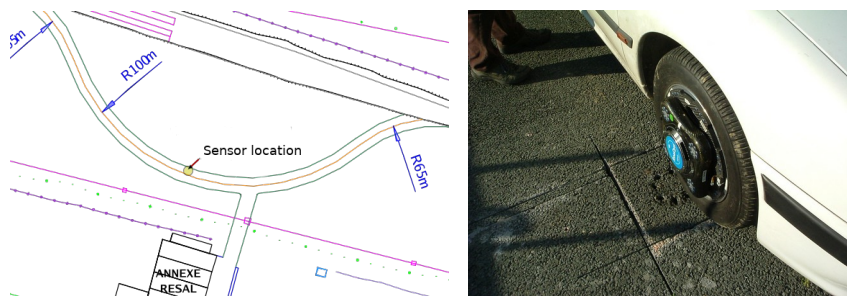 5m
R100m
Sensor location
R65m
ANNEXE
RESAL